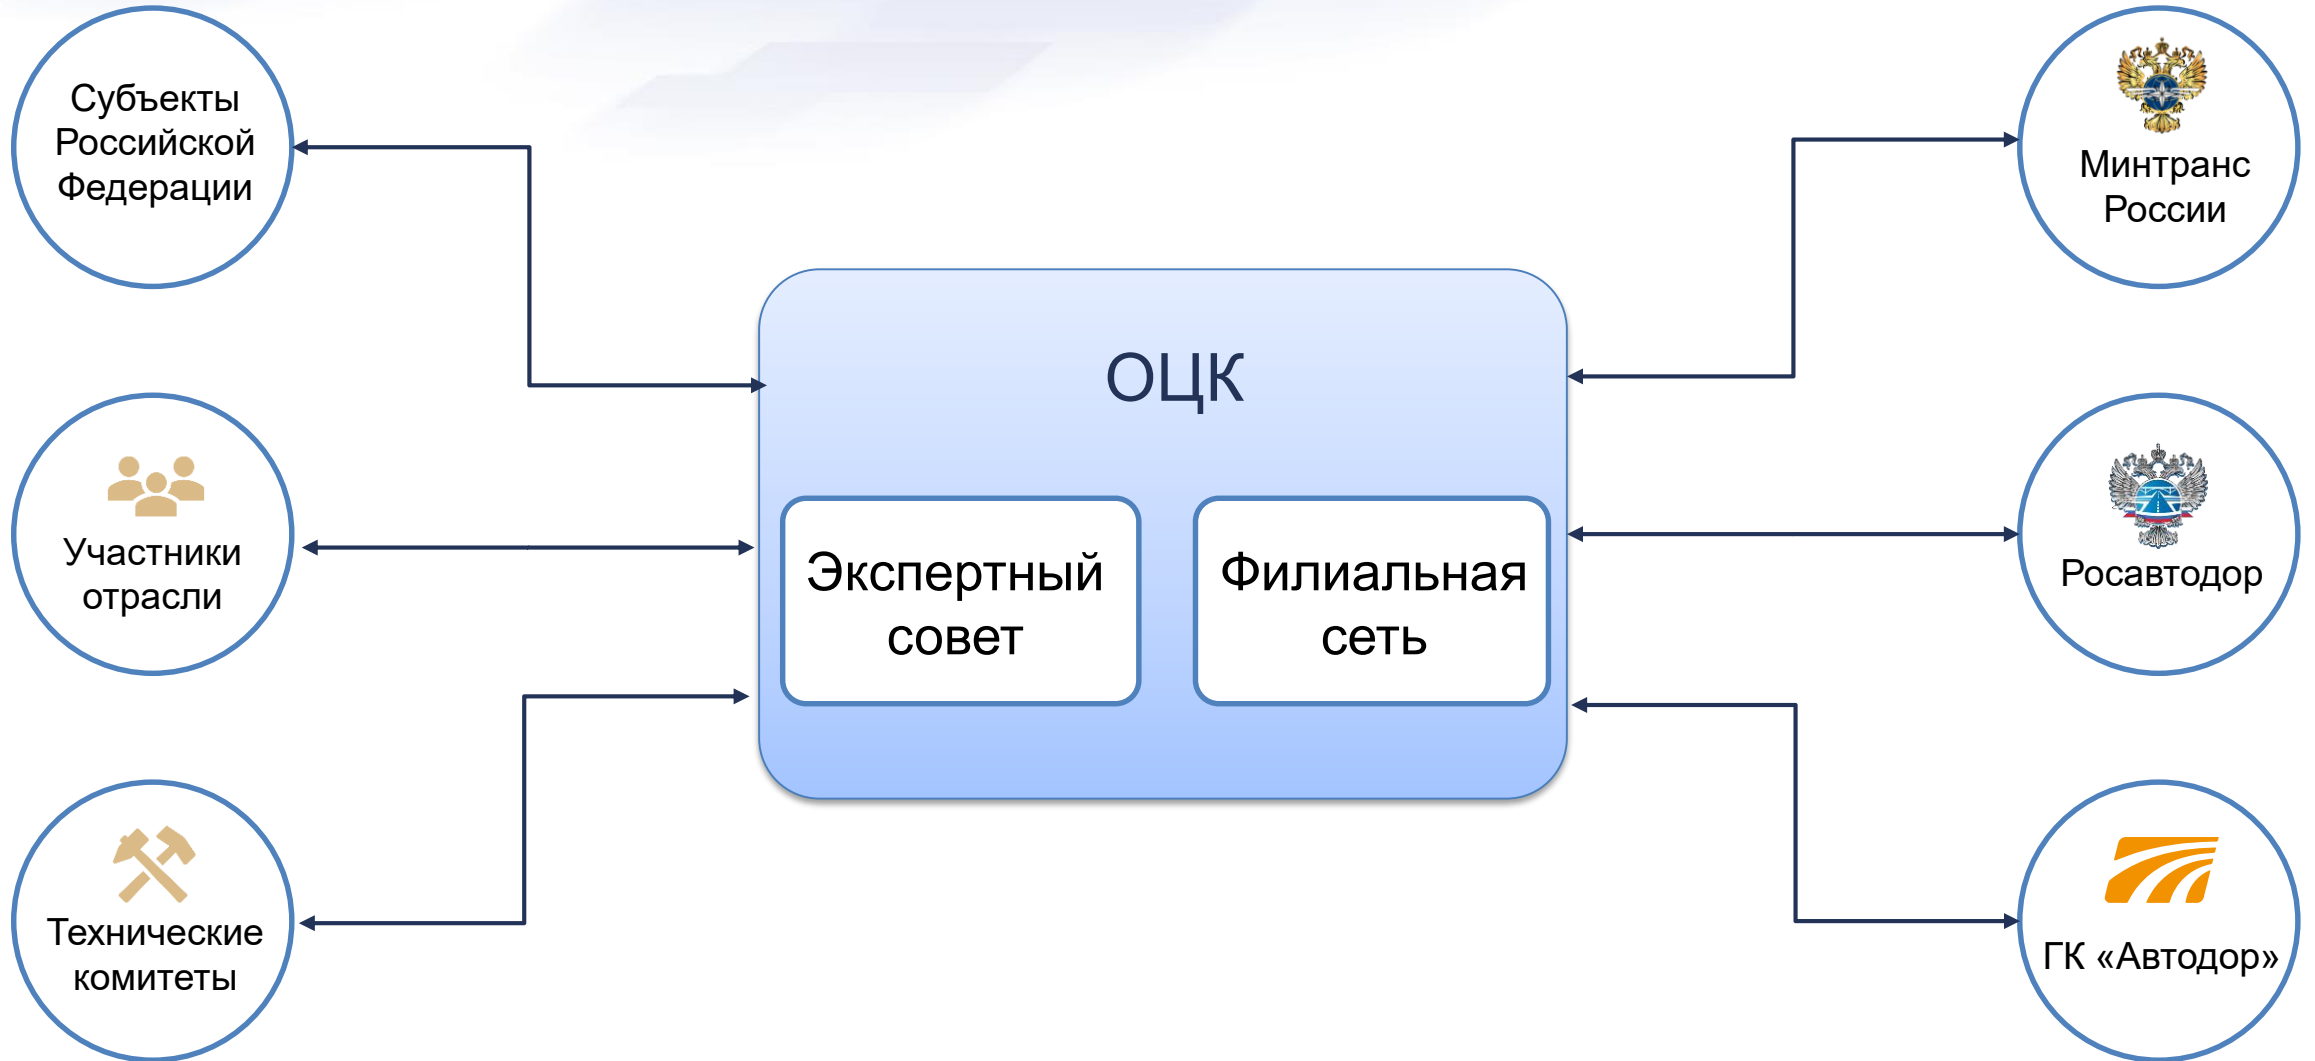 Субъекты
Российской
Федерации
Участники
отрасли
Технические
комитеты
ОЦК
Экспертный
совет
Филиальная
сеть
Минтранс
России
Росавтодор
ГК «Автодор»